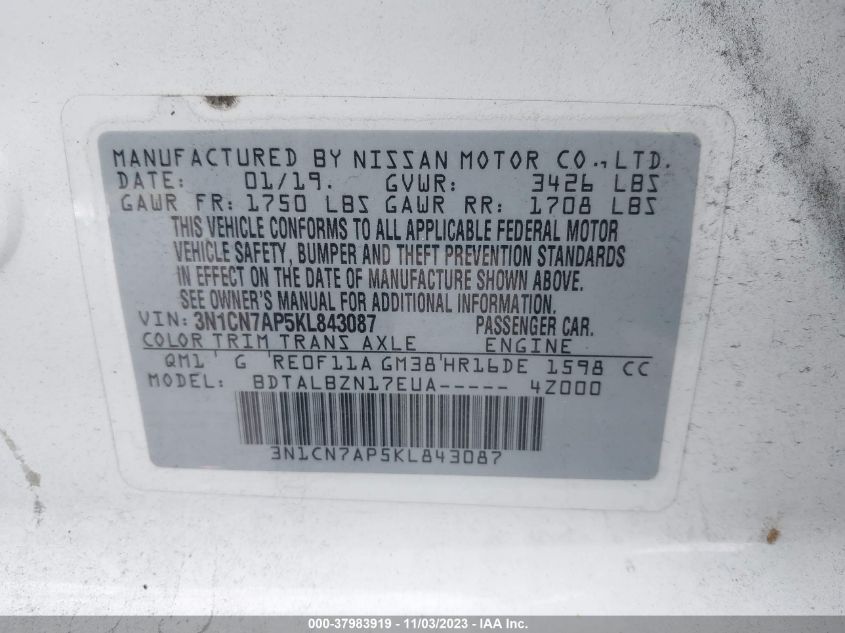 MANUFACTURED BY NISSAN MOTOR CO.,LTD.
DATE: 01/19. GVWR: 3426 LBS
GAWR FR: 1750 LBS GAWR RR: 1708 LBS
THIS VEHICLE CONFORMS TO ALL APPLICABLE FEDERAL MOTOR
VEHICLE SAFETY, BUMPER AND THEFT PREVENTION STANDARDS
IN EFFECT ON THE DATE OF MANUFACTURE SHOWN ABOVE.
SEE OWNER'S MANUAL FOR ADDITIONAL INFORMATION.
VIN: 3N1CN7AP5KL843087 PASSENGER CAR.
COLOR TRIM TRANS AXLE ENGINE
QM1' G 'RE0F11A GM38'HR16DE 1598 CC
MODEL: BDTALBZN17EUA----- 4Z000
3N1CN7AP5KL843087
000-37983919 - 11/03/2023 - IAA Inc.